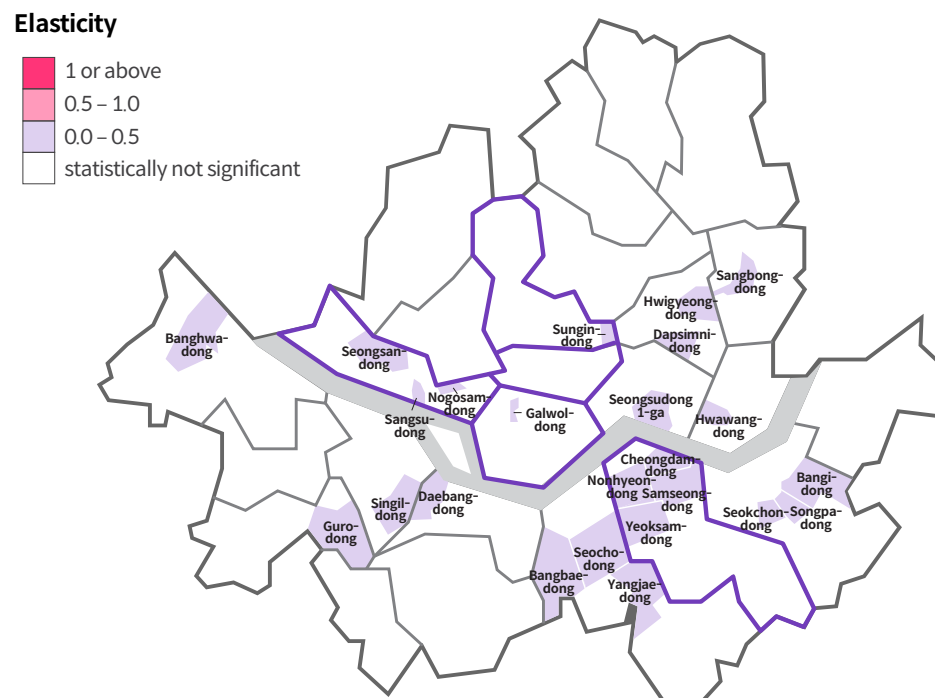 Elasticity
1 or above
0.5 – 1.0
0.0 – 0.5
statistically not significant
Sangbong-
dong
Hwigyeong-
dong
Sungin-
dong
Dapsimni-
dong
Banghwa-
dong
Seongsan-
dong
Nogosam-
dong
Sangsu-
dong
Galwol-
dong
Seongsudong
1-ga
Hwawang-
dong
Cheongdam-
dong
Nonhyeon-
dong
Samseong-
dong
Bangi-
dong
Seokchon-
dong
Songpa-
dong
Singil-
dong
Daebang-
dong
Guro-
dong
Yeoksam-
dong
Seocho-
dong
Bangbae-
dong
Yangjae-
dong